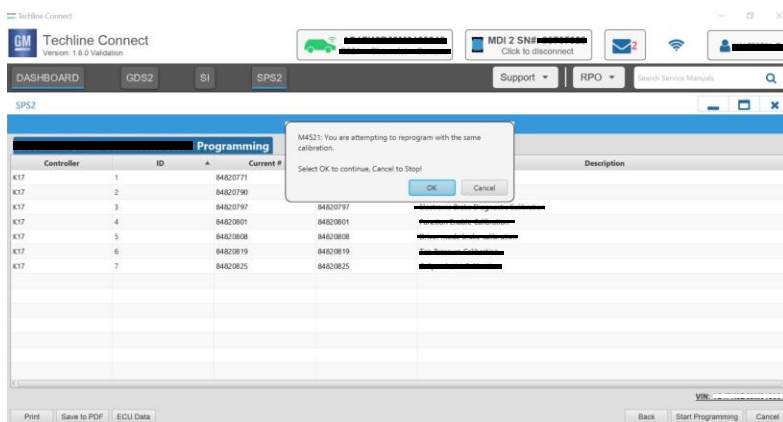 Techline Connect
GM Techline Connect
Version: 1.6.0 Validation
MDI 2 SN#
Click to disconnect
2
DASHBOARD GDS2 SI SPS2 Support RPO Search Service Manuals
SPS2
Programming
M4521: You are attempting to reprogram with the same
calibration.
Select OK to continue, Cancel to Stop!
OK Cancel
Controller ID Current # Description
K17 1 84820771
K17 2 84820790
K17 3 84820797 84820797
K17 4 84820801 84820801
K17 5 84820808 84820808
K17 6 84820819 84820819
K17 7 84820825 84820825
VIN:
Print Save to PDF ECU Data Back Start Programming Cancel